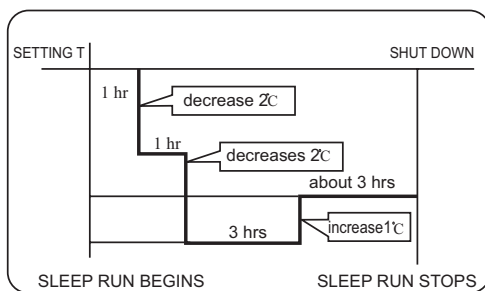 SETTING T SHUT DOWN
1 hr
decrease 2°C
1 hr
decreases 2°C
about 3 hrs
3 hrs
increase1°C
SLEEP RUN BEGINS SLEEP RUN STOPS